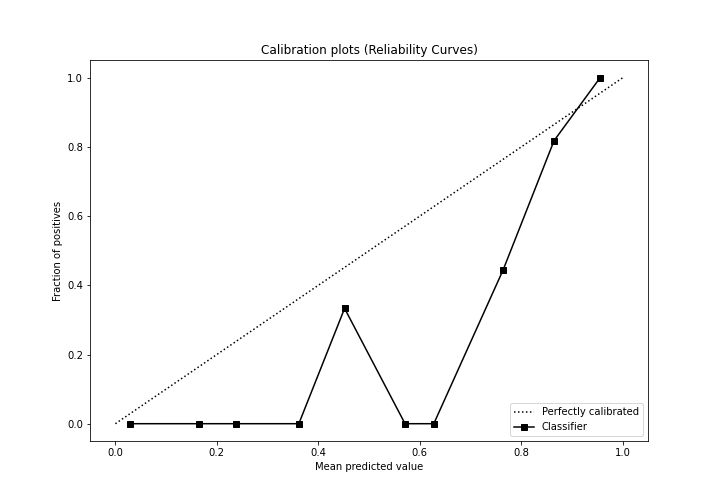 Calibration plots (Reliability Curves)
1.0
0.8
0.6
0.4
0.2
0.0
Fraction of positives
0.0 0.2 0.4 0.6 0.8 1.0
Mean predicted value
Perfectly calibrated
Classifier